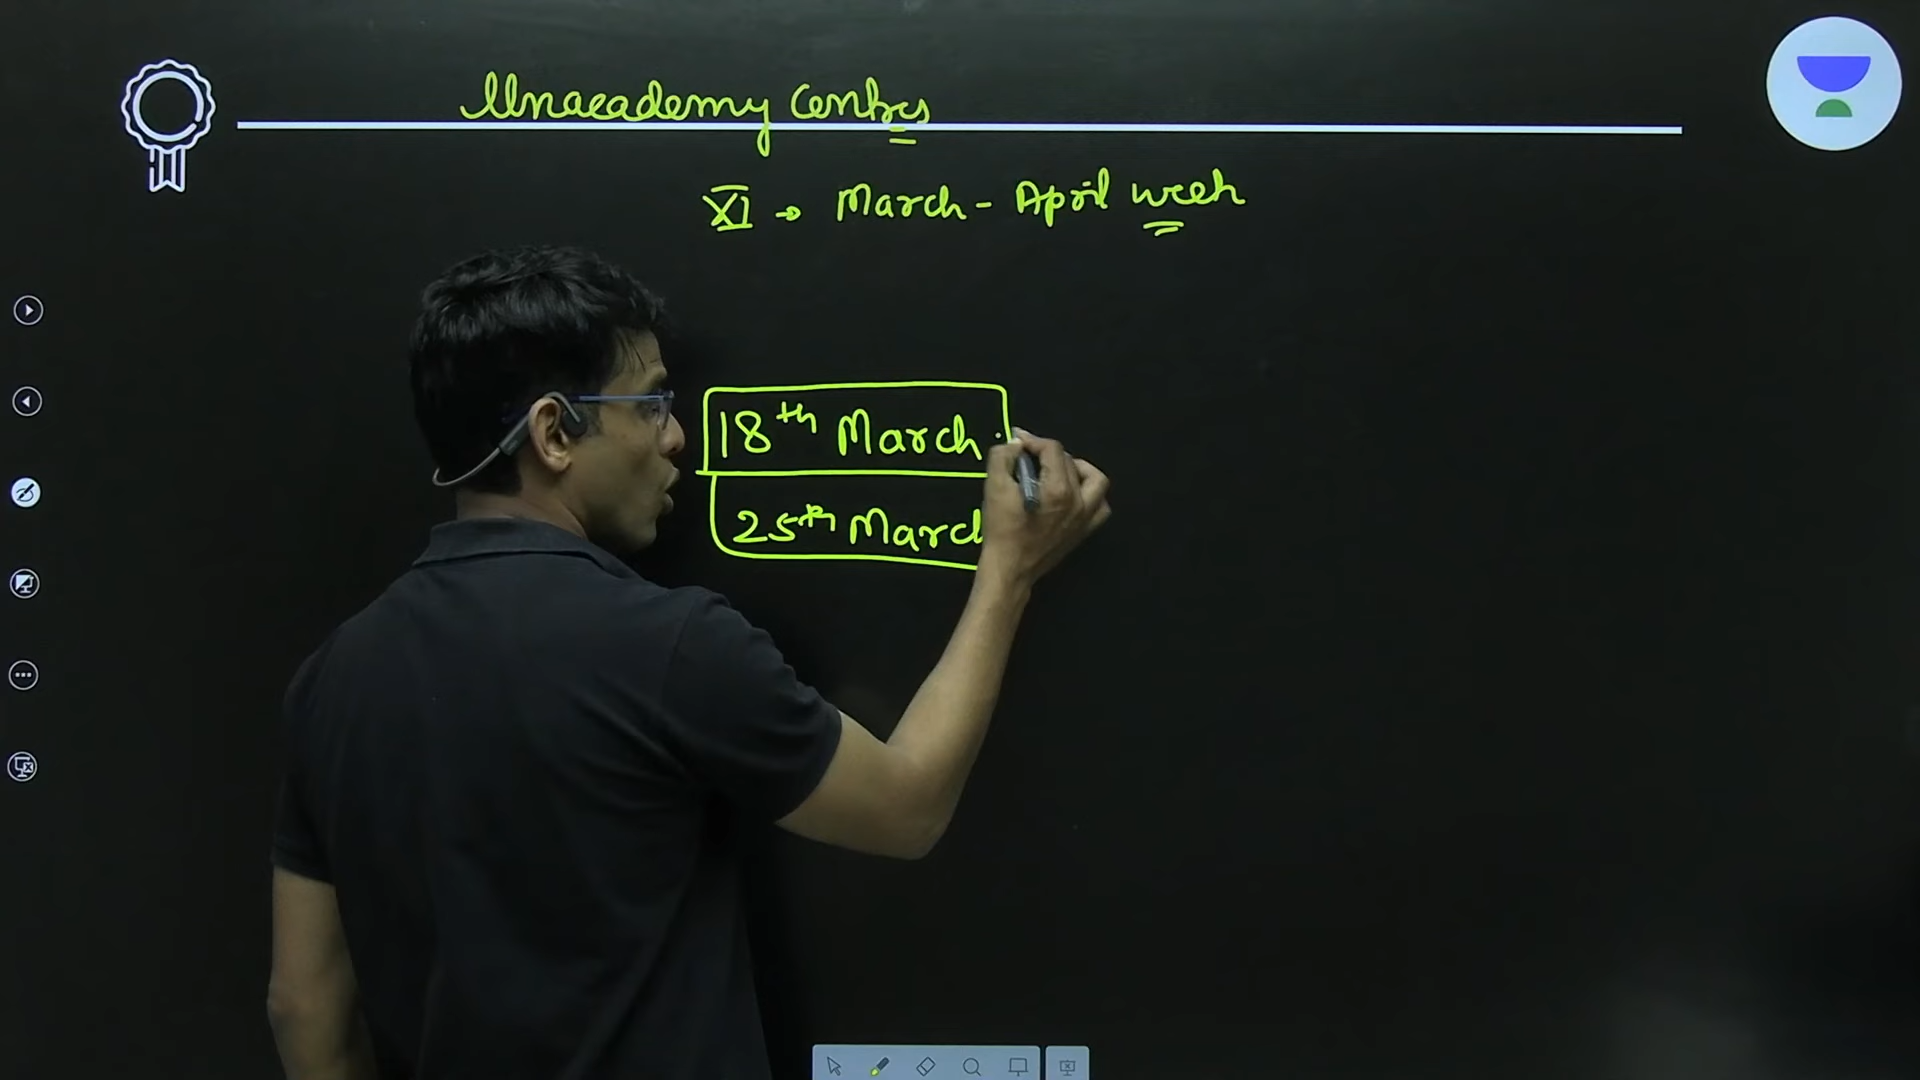 Unacademy Centres
XI → March - April week
18th March
25th March